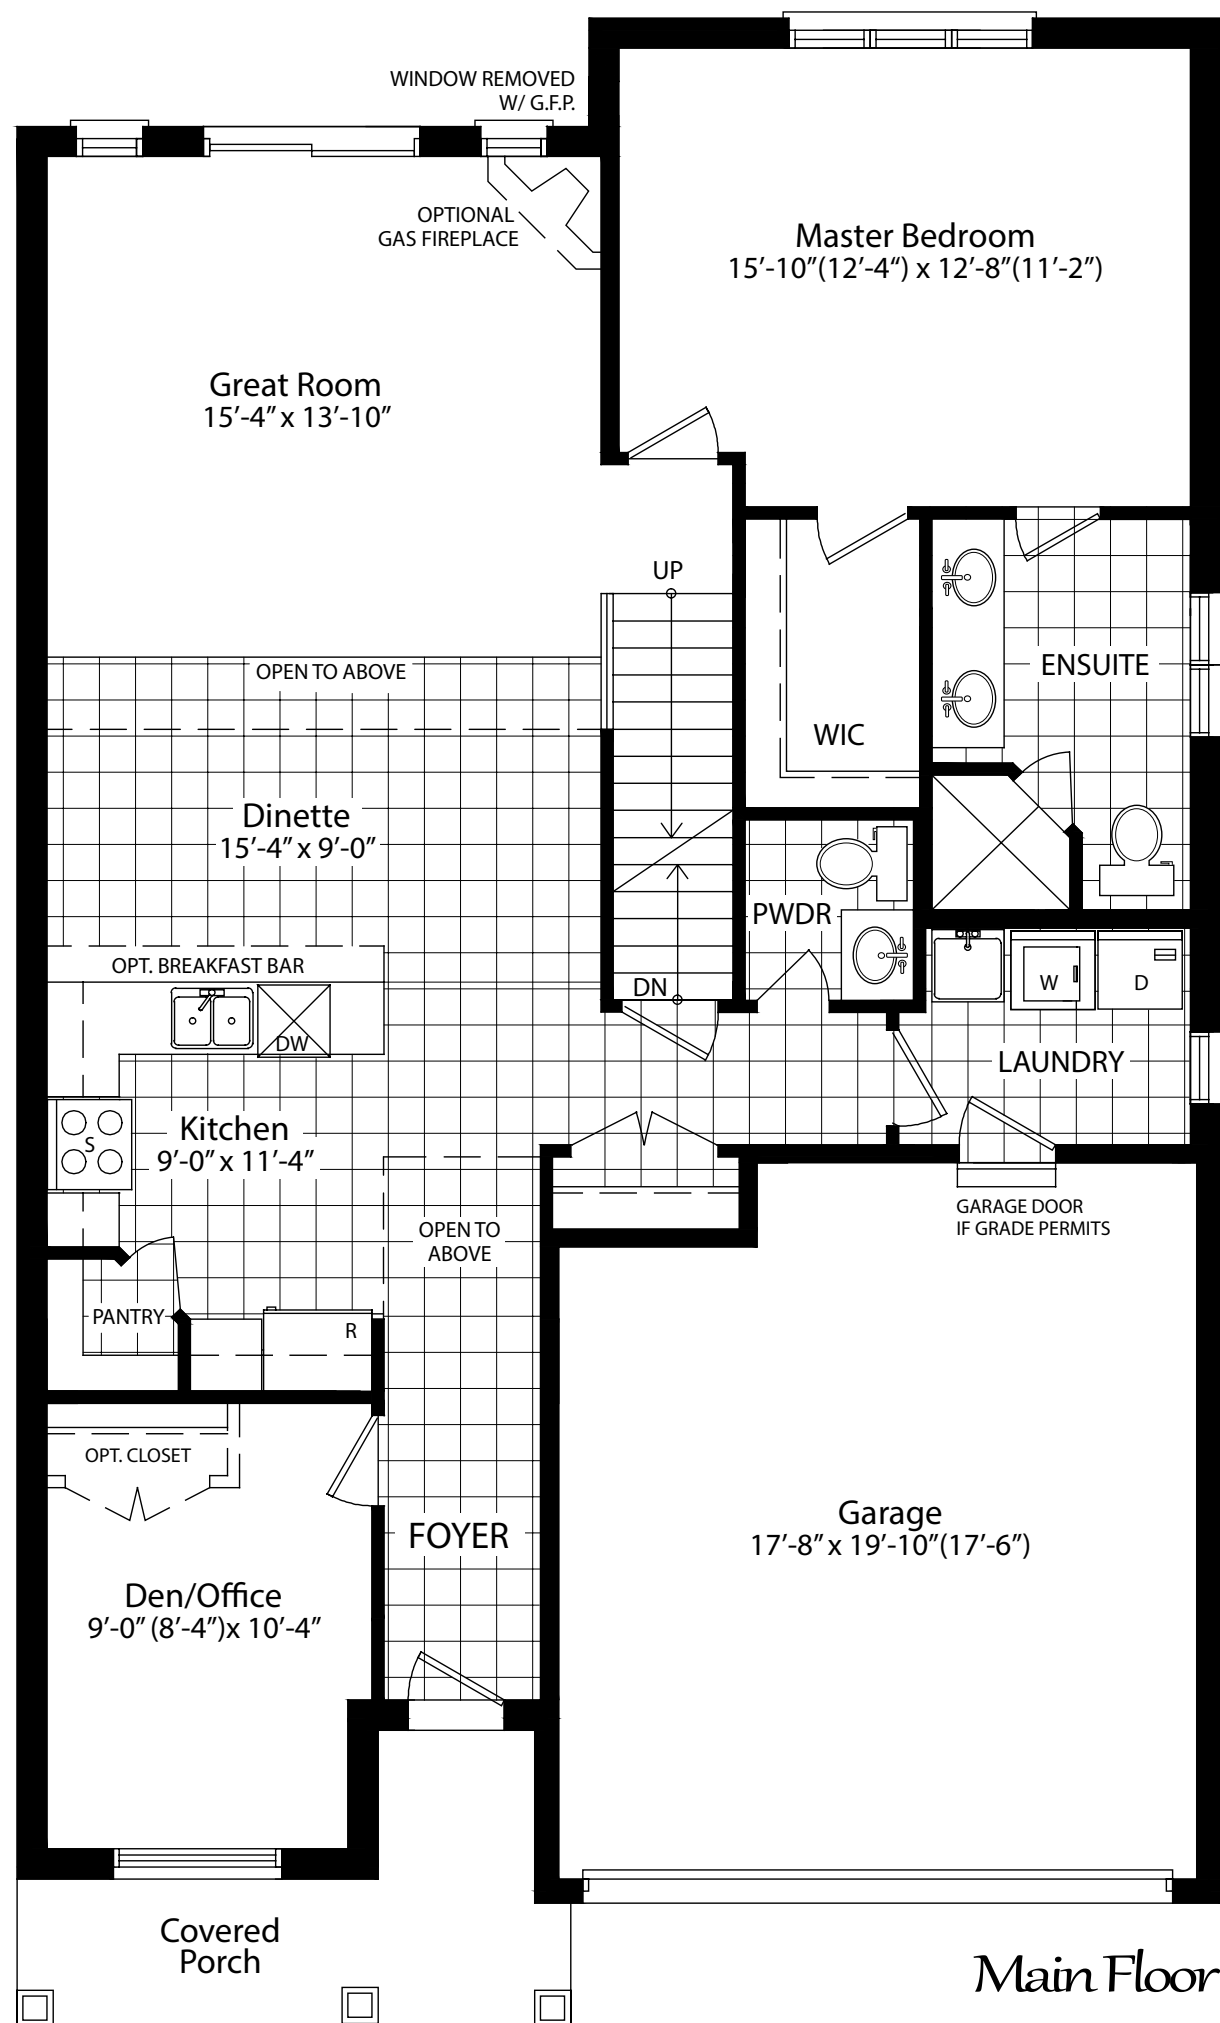 WINDOW REMOVED
W/ G.F.P.
OPTIONAL
GAS FIREPLACE
Master Bedroom
15’-10”(12’-4“) x 12’-8”(11’-2”)
Great Room
15’-4” x 13’-10”
UP
OPEN TO ABOVE
ENSUITE
WIC
Dinette
15’-4” x 9’-0”
PWDR
OPT. BREAKFAST BAR
DN
W
D
DW
LAUNDRY
Kitchen
9’-0” x 11’-4”
S
GARAGE DOOR
IF GRADE PERMITS
OPEN TO
ABOVE
PANTRY
R
OPT. CLOSET
FOYER
Garage
17’-8” x 19’-10”(17’-6”)
Den/Office
9’-0” (8’-4”)x 10’-4”
Covered
Porch
Main Floor